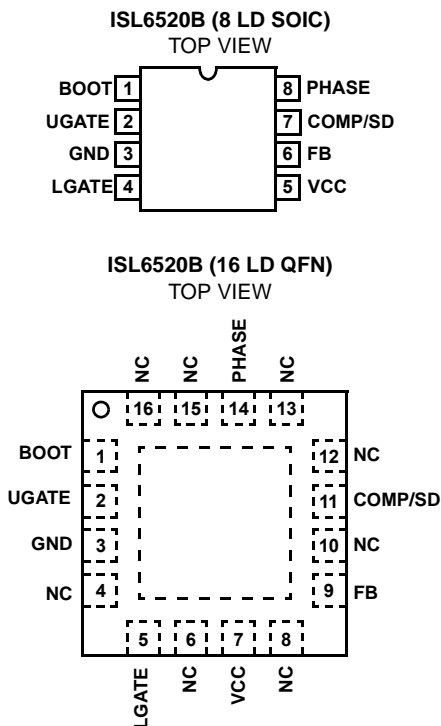 ISL6520B (8 LD SOIC)
TOP VIEW
BOOT 1 8 PHASE
UGATE 2 7 COMP/SD
GND 3 6 FB
LGATE 4 5 VCC
ISL6520B (16 LD QFN)
TOP VIEW
NC NC PHASE NC
16 15 14 13
BOOT 1 12 NC
UGATE 2 11 COMP/SD
GND 3 10 NC
NC 4 9 FB
5 6 7 8
LGATE NC VCC NC